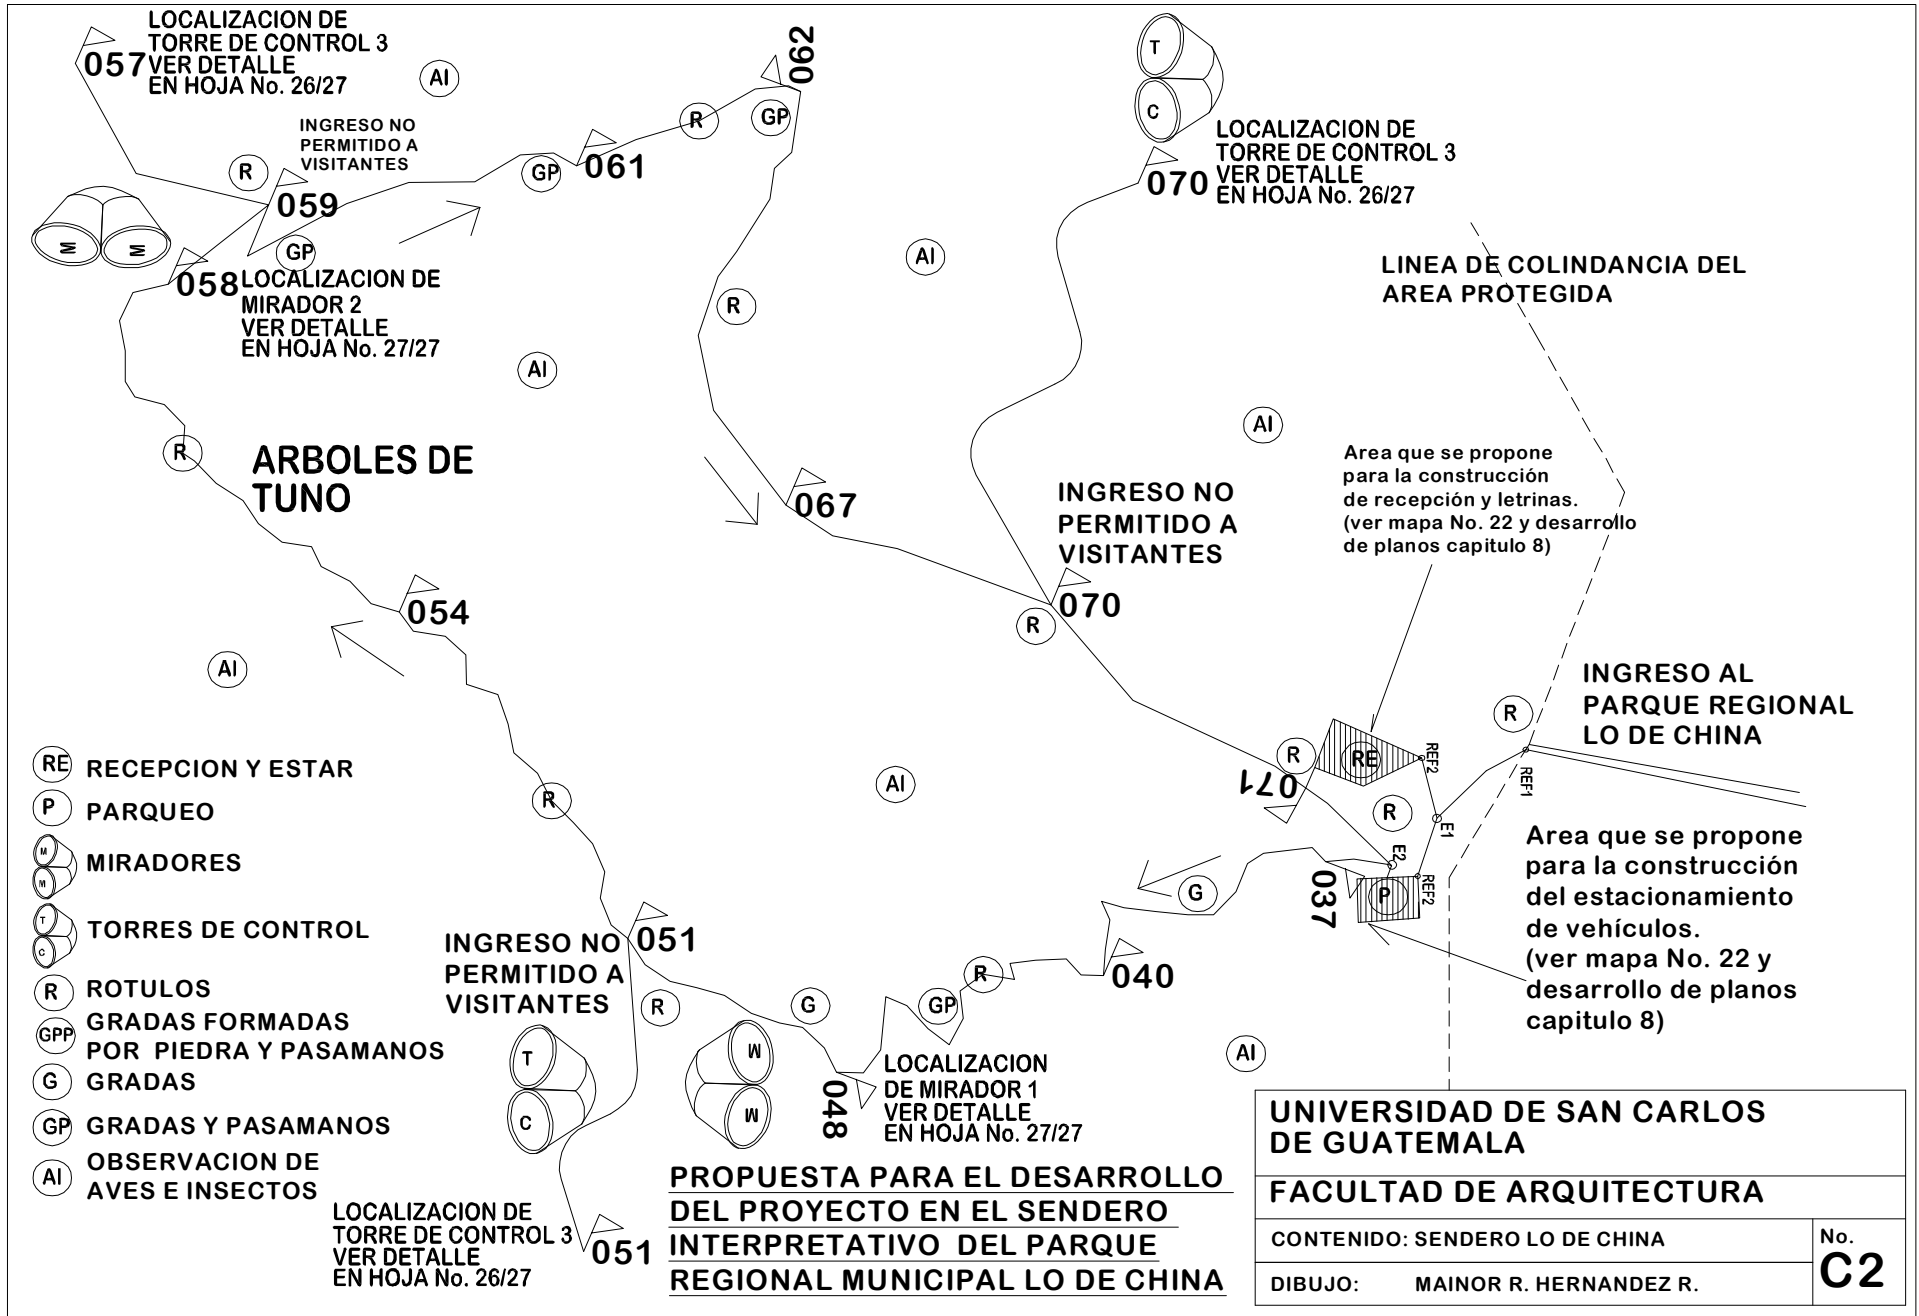 LOCALIZACION DE
TORRE DE CONTROL 3
VER DETALLE
EN HOJA No. 26/27
057
AI
062
R
GP
INGRESO NO
PERMITIDO A
VISITANTES
R
059
GP
061
M
M
GP
058
LOCALIZACION DE
MIRADOR 2
VER DETALLE
EN HOJA No. 27/27
T
C
LOCALIZACION DE
TORRE DE CONTROL 3
VER DETALLE
EN HOJA No. 26/27
070
AI
LINEA DE COLINDANCIA DEL
AREA PROTEGIDA
R
AI
AI
R
ARBOLES DE
TUNO
067
INGRESO NO
PERMITIDO A
VISITANTES
Area que se propone
para la construcción
de recepción y letrinas.
(ver mapa No. 22 y desarrollo
de planos capitulo 8)
070
R
054
AI
INGRESO AL
PARQUE REGIONAL
LO DE CHINA
R
R
RE
REF2
REF1
071
R
E1
E2
AI
R
G
037
P
REF2
Area que se propone
para la construcción
del estacionamiento
de vehículos.
(ver mapa No. 22 y
desarrollo de planos
capitulo 8)
RE
RECEPCION Y ESTAR
P
PARQUEO
M
M
MIRADORES
T
C
TORRES DE CONTROL
R
ROTULOS
GPP
GRADAS FORMADAS
POR PIEDRA Y PASAMANOS
G
GRADAS
GP
GRADAS Y PASAMANOS
AI
OBSERVACION DE
AVES E INSECTOS
INGRESO NO
PERMITIDO A
VISITANTES
051
R
G
GP
R
040
AI
T
C
M
M
048
LOCALIZACION
DE MIRADOR 1
VER DETALLE
EN HOJA No. 27/27
LOCALIZACION DE
TORRE DE CONTROL 3
VER DETALLE
EN HOJA No. 26/27
051
PROPUESTA PARA EL DESARROLLO
DEL PROYECTO EN EL SENDERO
INTERPRETATIVO DEL PARQUE
REGIONAL MUNICIPAL LO DE CHINA
UNIVERSIDAD DE SAN CARLOS
DE GUATEMALA
FACULTAD DE ARQUITECTURA
CONTENIDO: SENDERO LO DE CHINA
DIBUJO: MAINOR R. HERNANDEZ R.
No.
C2